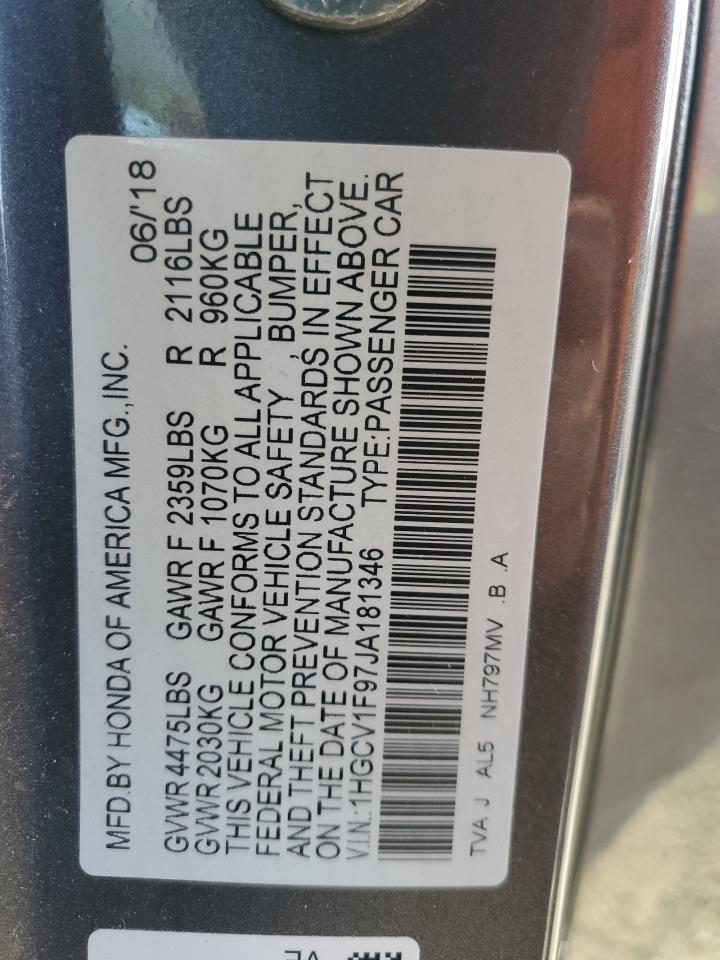 MFD.BY HONDA OF AMERICA MFG.,INC. 06/'18
GVWR 4475LBS GAWR F 2359LBS R 2116LBS
GVWR 2030KG GAWR F 1070KG R 960KG
THIS VEHICLE CONFORMS TO ALL APPLICABLE
FEDERAL MOTOR VEHICLE SAFETY , BUMPER,
AND THEFT PREVENTION STANDARDS, IN EFFECT
ON THE DATE OF MANUFACTURE SHOWN ABOVE.
V.I.N.:1HGCV1F97JA181346 TYPE:PASSENGER CAR
TVA J AL5 NH797MV .B .A